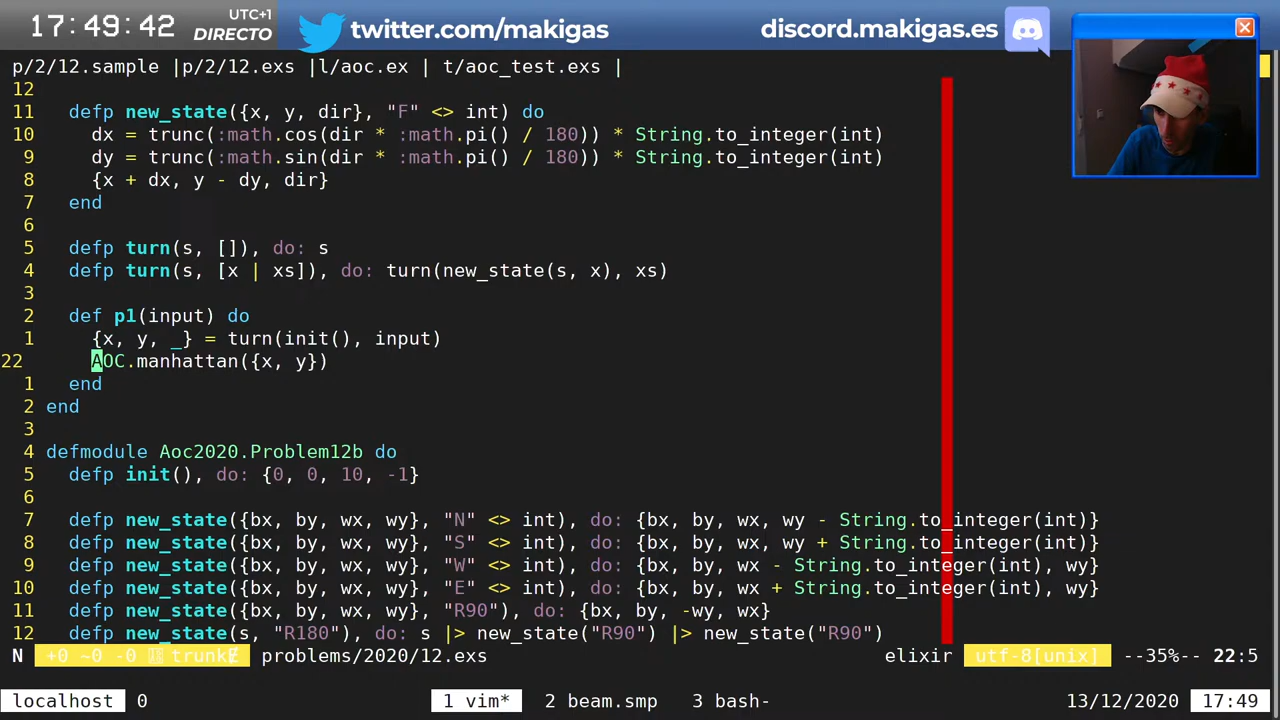 17:49:42
UTC+1
DIRECTO
twitter.com/makigas
discord.makigas.es
p/2/12.sample |p/2/12.exs |l/aoc.ex | t/aoc_test.exs |
12
11 defp new_state({x, y, dir}, "F" <> int) do
10 dx = trunc(:math.cos(dir * :math.pi() / 180)) * String.to_integer(int)
9 dy = trunc(:math.sin(dir * :math.pi() / 180)) * String.to_integer(int)
8 {x + dx, y - dy, dir}
7 end
6
5 defp turn(s, []), do: s
4 defp turn(s, [x | xs]), do: turn(new_state(s, x), xs)
3
2 def p1(input) do
1 {x, y, _} = turn(init(), input)
22 AOC.manhattan({x, y})
1 end
2 end
3
4 defmodule Aoc2020.Problem12b do
5 defp init(), do: {0, 0, 10, -1}
6
7 defp new_state({bx, by, wx, wy}, "N" <> int), do: {bx, by, wx, wy - String.to_integer(int)}
8 defp new_state({bx, by, wx, wy}, "S" <> int), do: {bx, by, wx, wy + String.to_integer(int)}
9 defp new_state({bx, by, wx, wy}, "W" <> int), do: {bx, by, wx - String.to_integer(int), wy}
10 defp new_state({bx, by, wx, wy}, "E" <> int), do: {bx, by, wx + String.to_integer(int), wy}
11 defp new_state({bx, by, wx, wy}, "R90"), do: {bx, by, -wy, wx}
12 defp new_state(s, "R180"), do: s |> new_state("R90") |> new_state("R90")
N +0 ~0 -0 trunk problems/2020/12.exs elixir utf-8[unix] --35%-- 22:5
localhost 0 1 vim* 2 beam.smp 3 bash- 13/12/2020 17:49